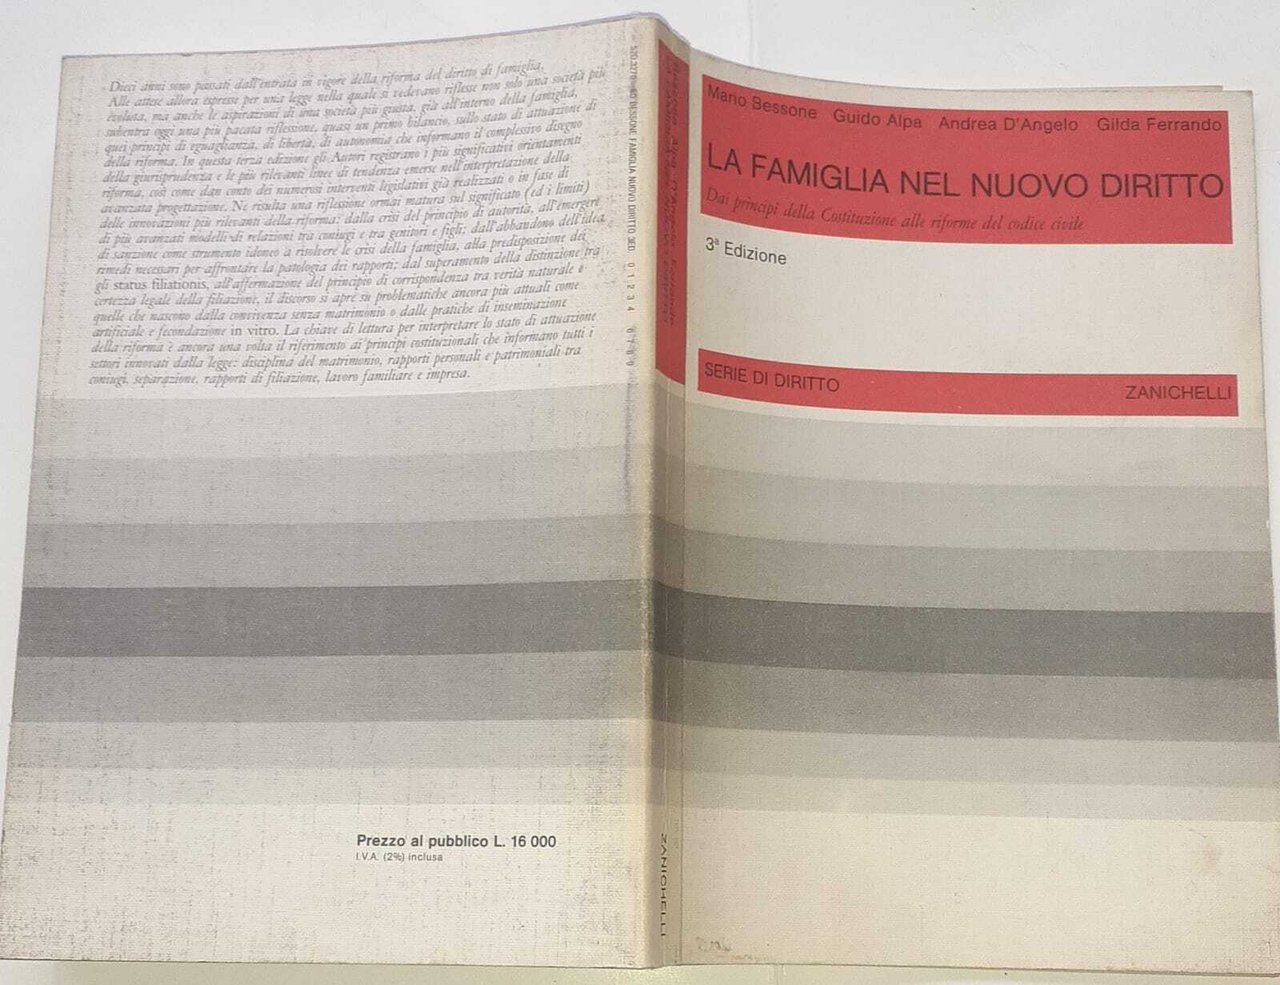 Dieci anni sono passati dall'entrata in vigore della riforma del diritto di famiglia.
Alle attese allora espresse per una legge nella quale si vedevano riflesse non solo una società più
evoluta, ma anche le aspirazioni di una società più giusta, già all'interno della famiglia,
subentra oggi una più pacata riflessione, quasi un primo bilancio, sullo stato di attuazione di
quei principi di eguaglianza, di libertà, di autonomia che informano il complessivo disegno
della riforma. In questa terza edizione gli Autori registrano i più significativi orientamenti
della giurisprudenza e le più rilevanti linee di tendenza emerse nell'interpretazione della
riforma, così come dan conto dei numerosi interventi legislativi già realizzati o in fase di
avanzata progettazione. Ne risulta una riflessione ormai matura sul significato (ed i limiti)
delle innovazioni più rilevanti della riforma: dalla crisi del principio di autorità, all'emergere
di più avanzati modelli di relazioni tra coniugi e tra genitori e figli; dall'abbandono dell'idea
di sanzione come strumento idoneo a risolvere le crisi della famiglia, alla predisposizione dei
rimedi necessari per affrontare la patologia dei rapporti; dal superamento della distinzione tra
gli status filiationis, all'affermazione del principio di corrispondenza tra verità naturale e
certezza legale della filiazione, il discorso si apre su problematiche ancora più attuali come
quelle che nascono dalla convivenza senza matrimonio o dalle pratiche di inseminazione
artificiale e fecondazione in vitro. La chiave di lettura per interpretare lo stato di attuazione
della riforma è ancora una volta il riferimento ai principi costituzionali che informano tutti i
settori innovati dalla legge: disciplina del matrimonio, rapporti personali e patrimoniali tra
coniugi, separazione, rapporti di filiazione, lavoro familiare e impresa.
Prezzo al pubblico L. 16 000
I.V.A. (2%) inclusa
BESSONE FAMIGLIA NUOVO DIRITTO 3ED 0 1 2 3 4
Bessone Alpa D'Angelo Ferrando
ZANICHELLI
Mario Bessone Guido Alpa Andrea D'Angelo Gilda Ferrando
LA FAMIGLIA NEL NUOVO DIRITTO
Dai principi della Costituzione alle riforme del codice civile
3ª Edizione
SERIE DI DIRITTO ZANICHELLI